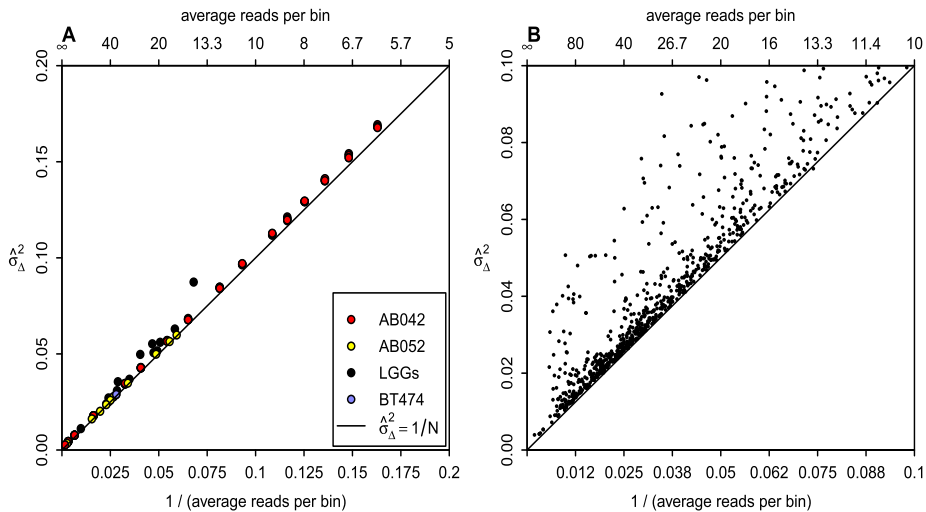 average reads per bin
A
∞ 40 20 13.3 10 8 6.7 5.7 5
0.20
0.15
0.10
0.05
0.00
σ̂²Δ
AB042
AB052
LGGs
BT474
σ̂²Δ = 1/N
0.025 0.05 0.075 0.1 0.125 0.15 0.175 0.2
1 / (average reads per bin)
average reads per bin
B
∞ 80 40 26.7 20 16 13.3 11.4 10
0.10
0.08
0.06
0.04
0.02
0.00
σ̂²Δ
0.012 0.025 0.038 0.05 0.062 0.075 0.088 0.1
1 / (average reads per bin)